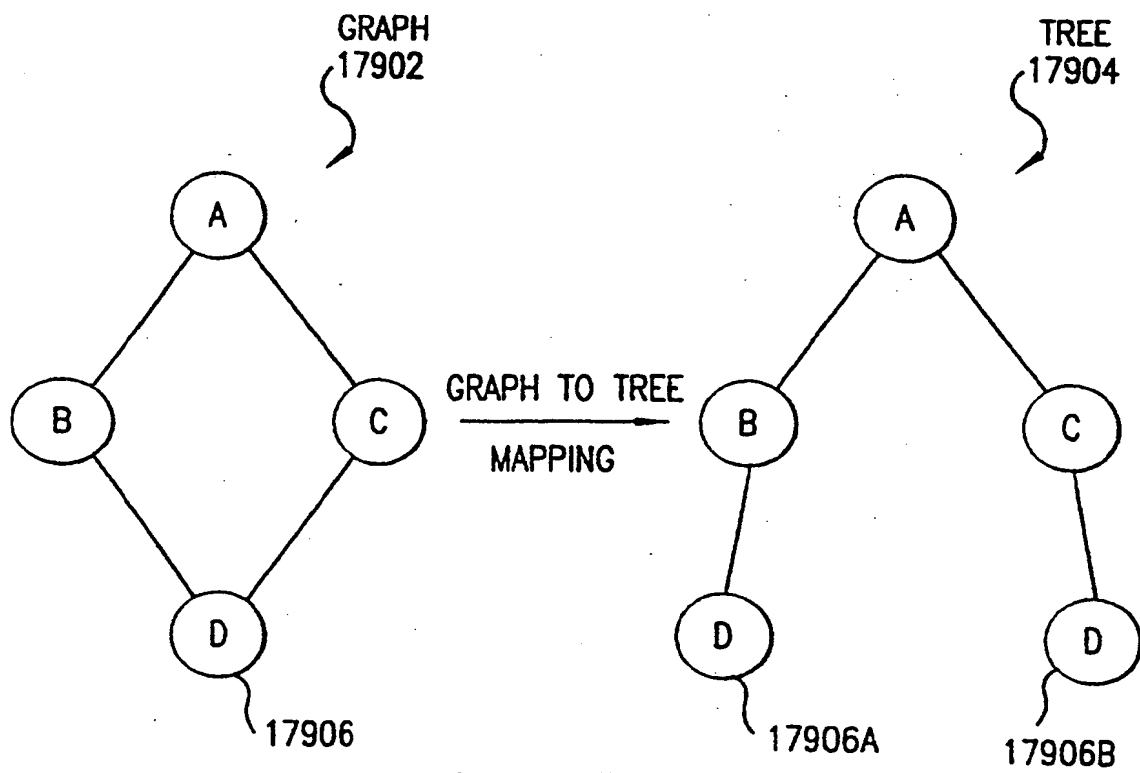 GRAPH
17902
TREE
17904
A
A
B
C
GRAPH TO TREE
MAPPING
B
C
D
D
D
17906
17906A
17906B